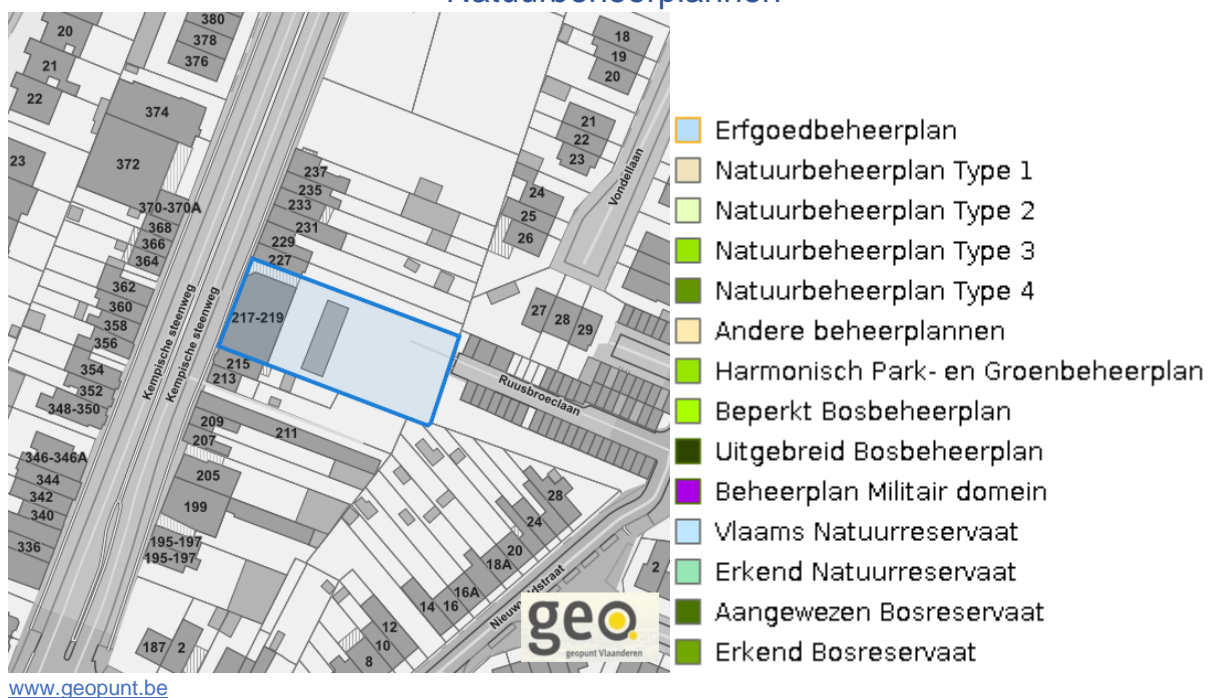 Natuurbeheerplannen
20
21
22
23
380
378
376
374
372
370-370A
368
366
364
362
360
358
356
354
352
348-350
346-346A
344
342
340
336
Kempische steenweg
Kempische steenweg
237
235
233
231
229
227
217-219
215
213
209
207
211
205
199
195-197
195-197
187
2
18
19
20
21
22
23
24
25
26
Vondellaan
27
28
29
Ruusbroeclaan
28
24
20
18A
16A
16
14
12
10
8
2
geo
geopunt Vlaanderen
Erfgoedbeheerplan
Natuurbeheerplan Type 1
Natuurbeheerplan Type 2
Natuurbeheerplan Type 3
Natuurbeheerplan Type 4
Andere beheerplannen
Harmonisch Park- en Groenbeheerplan
Beperkt Bosbeheerplan
Uitgebreid Bosbeheerplan
Beheerplan Militair domein
Vlaams Natuurreservaat
Erkend Natuurreservaat
Aangewezen Bosreservaat
Erkend Bosreservaat
www.geopunt.be